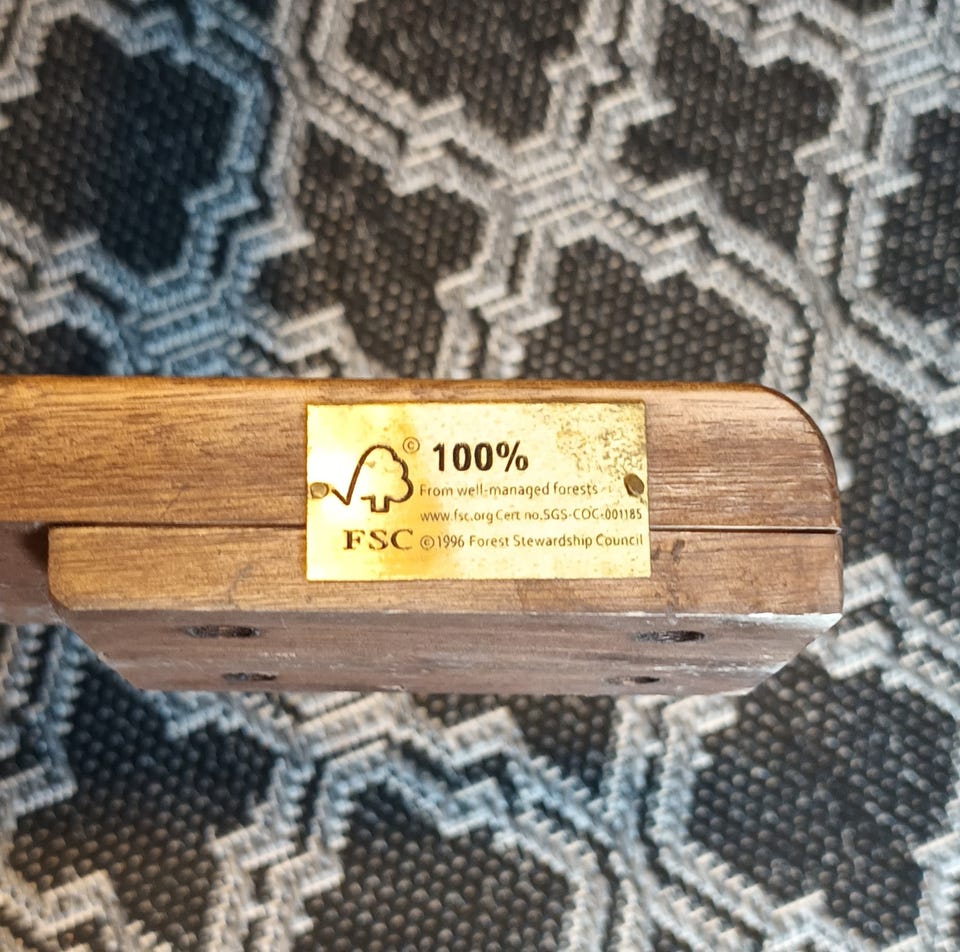 ©
100%
From well-managed forests
www.fsc.org Cert no.SGS-COC-001185
FSC ©1996 Forest Stewardship Council